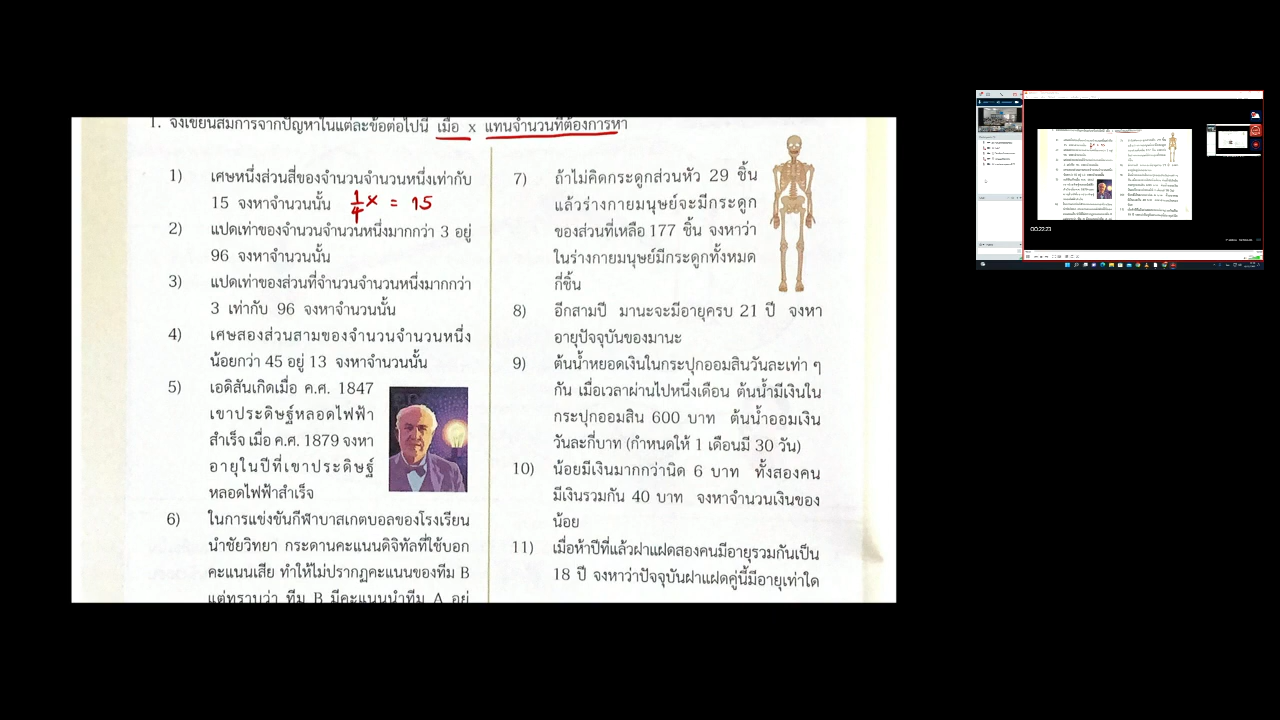 1. จงเขียนสมการจากปัญหาในแต่ละข้อต่อไปนี้ เมื่อ x แทนจำนวนที่ต้องการหา
1) เศษหนึ่งส่วนสี่ของจำนวนจำนวนหนึ่งเท่ากับ
15 จงหาจำนวนนั้น 1/4 x = 15
2) แปดเท่าของจำนวนจำนวนหนึ่งมากกว่า 3 อยู่
96 จงหาจำนวนนั้น
3) แปดเท่าของส่วนที่จำนวนจำนวนหนึ่งมากกว่า
3 เท่ากับ 96 จงหาจำนวนนั้น
4) เศษสองส่วนสามของจำนวนจำนวนหนึ่ง
น้อยกว่า 45 อยู่ 13 จงหาจำนวนนั้น
5) เอดิสันเกิดเมื่อ ค.ศ. 1847
เขาประดิษฐ์หลอดไฟฟ้า
สำเร็จ เมื่อ ค.ศ. 1879 จงหา
อายุในปีที่เขาประดิษฐ์
หลอดไฟฟ้าสำเร็จ
6) ในการแข่งขันกีฬาบาสเกตบอลของโรงเรียน
นำชัยวิทยา กระดานคะแนนดิจิทัลที่ใช้บอก
คะแนนเสีย ทำให้ไม่ปรากฏคะแนนของทีม B
แต่ทราบว่า ทีม B มีคะแนนนำทีม A อยู่
7) ถ้าไม่คิดกระดูกส่วนหัว 29 ชิ้น
แล้วร่างกายมนุษย์จะมีกระดูก
ของส่วนที่เหลือ 177 ชิ้น จงหาว่า
ในร่างกายมนุษย์มีกระดูกทั้งหมด
กี่ชิ้น
8) อีกสามปี มานะจะมีอายุครบ 21 ปี จงหา
อายุปัจจุบันของมานะ
9) ต้นน้ำหยอดเงินในกระปุกออมสินวันละเท่า ๆ
กัน เมื่อเวลาผ่านไปหนึ่งเดือน ต้นน้ำมีเงินใน
กระปุกออมสิน 600 บาท ต้นน้ำออมเงิน
วันละกี่บาท (กำหนดให้ 1 เดือนมี 30 วัน)
10) น้อยมีเงินมากกว่านิด 6 บาท ทั้งสองคน
มีเงินรวมกัน 40 บาท จงหาจำนวนเงินของ
น้อย
11) เมื่อห้าปีที่แล้วฝาแฝดสองคนมีอายุรวมกันเป็น
18 ปี จงหาว่าปัจจุบันฝาแฝดคู่นี้มีอายุเท่าใด
00:22:23